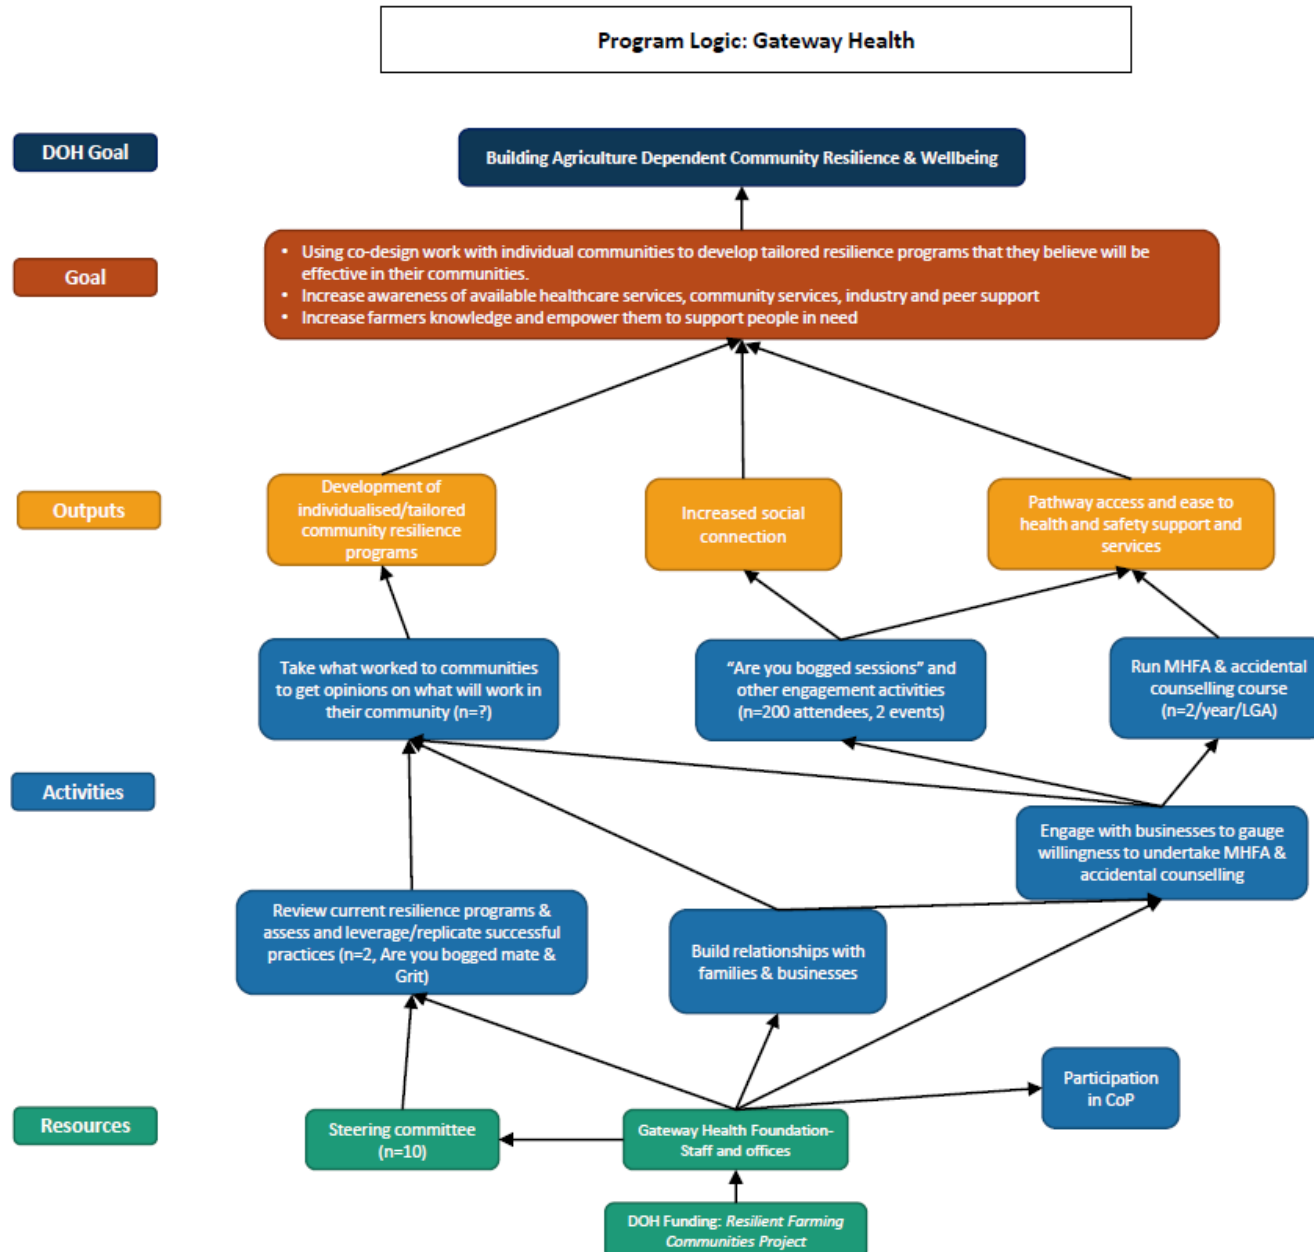 Program Logic: Gateway Health
DOH Goal
Building Agriculture Dependent Community Resilience & Wellbeing
Goal
• Using co-design work with individual communities to develop tailored resilience programs that they believe will be
effective in their communities.
• Increase awareness of available healthcare services, community services, industry and peer support
• Increase farmers knowledge and empower them to support people in need
Outputs
Development of
individualised/tailored
community resilience
programs
Increased social
connection
Pathway access and ease to
health and safety support and
services
Take what worked to communities
to get opinions on what will work in
their community (n=?)
“Are you bogged sessions” and
other engagement activities
(n=200 attendees, 2 events)
Run MHFA & accidental
counselling course
(n=2/year/LGA)
Activities
Engage with businesses to gauge
willingness to undertake MHFA &
accidental counselling
Review current resilience programs &
assess and leverage/replicate successful
practices (n=2, Are you bogged mate &
Grit)
Build relationships with
families & businesses
Participation
in CoP
Resources
Steering committee
(n=10)
Gateway Health Foundation-
Staff and offices
DOH Funding: Resilient Farming
Communities Project